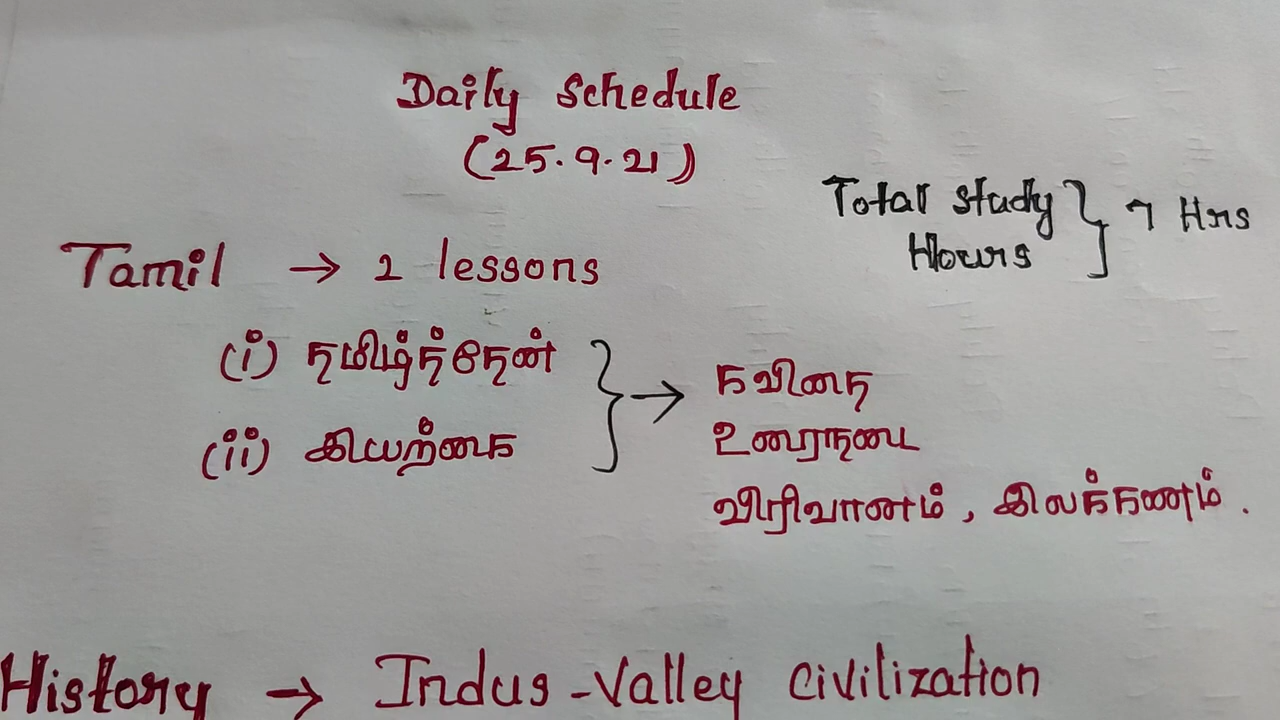 Daily Schedule
(25.9.21)
Total study Hours } 7 Hrs
Tamil → 2 lessons
(i) தமிழ்த்தேன்
(ii) இயற்கை
} → கவிதை
உரைநடை
விரிவானம், இலக்கணம்.
History → Indus-Valley civilization